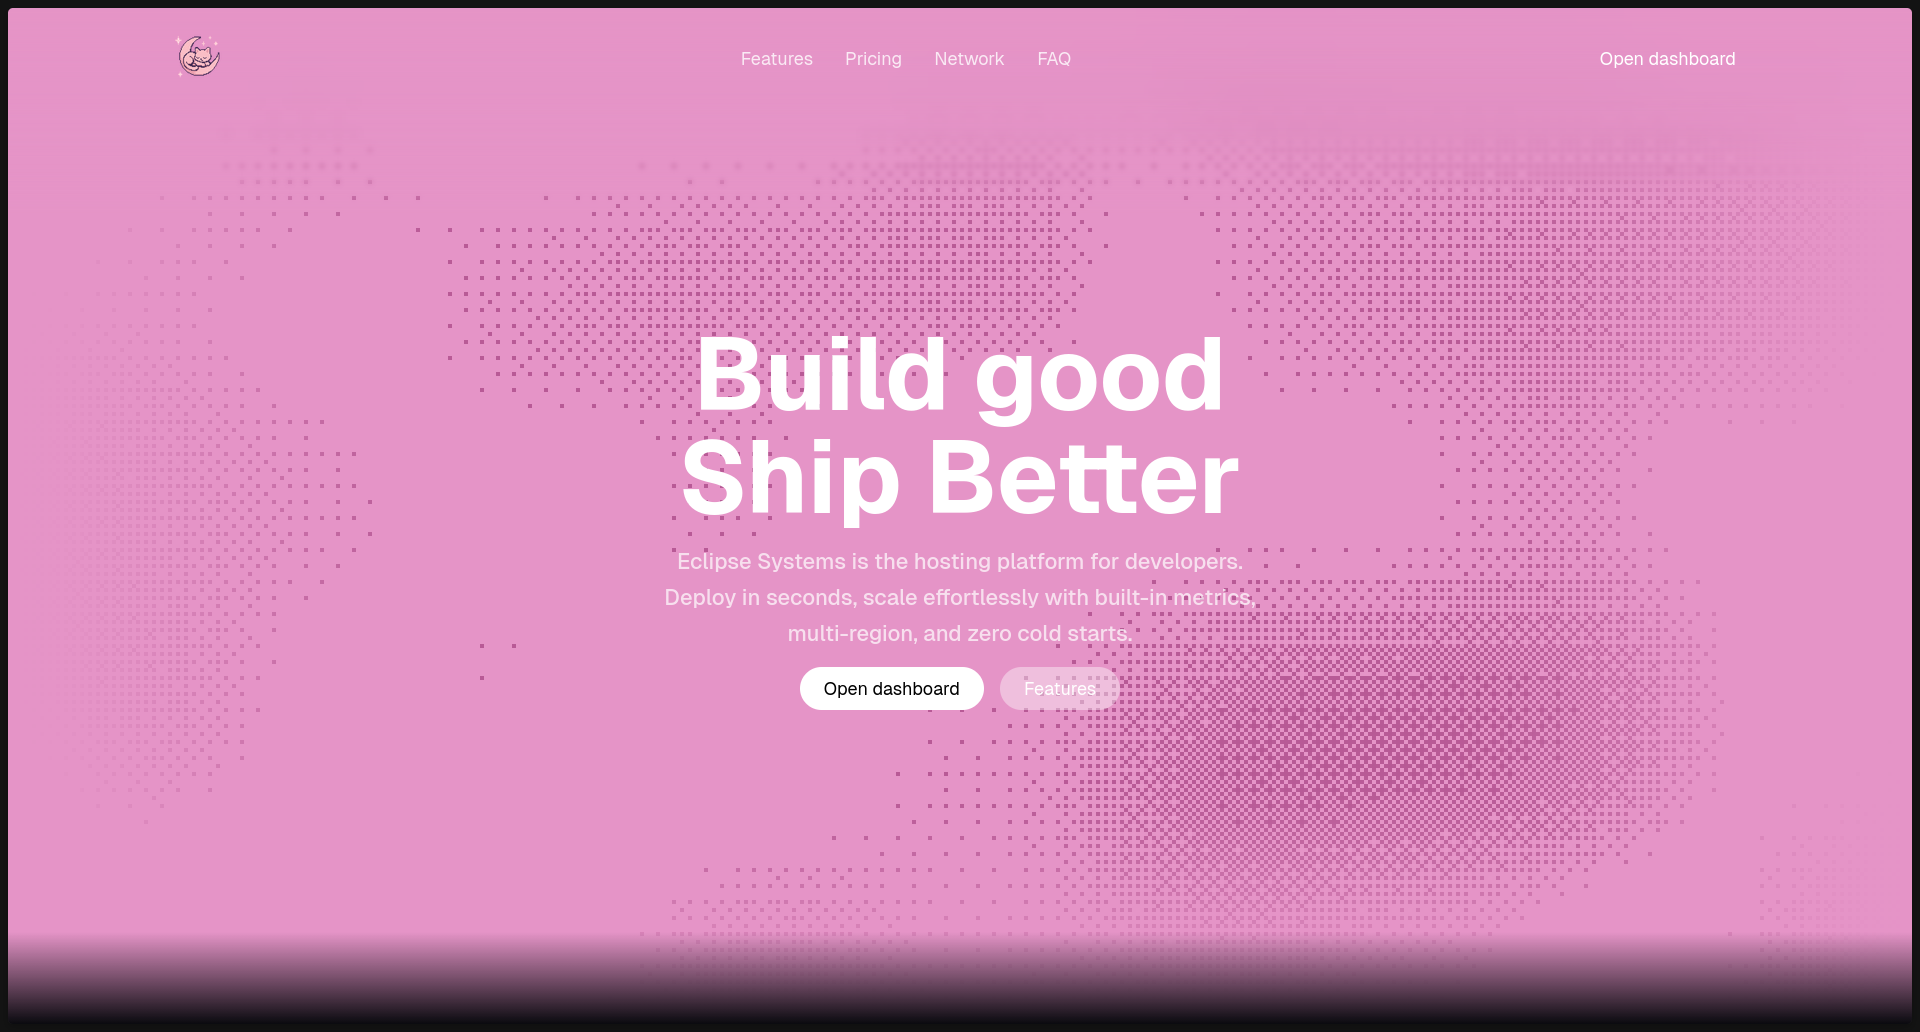 Features
Pricing
Network
FAQ
Open dashboard
Build good
Ship Better
Eclipse Systems is the hosting platform for developers.
Deploy in seconds, scale effortlessly with built-in metrics,
multi-region, and zero cold starts.
Open dashboard
Features